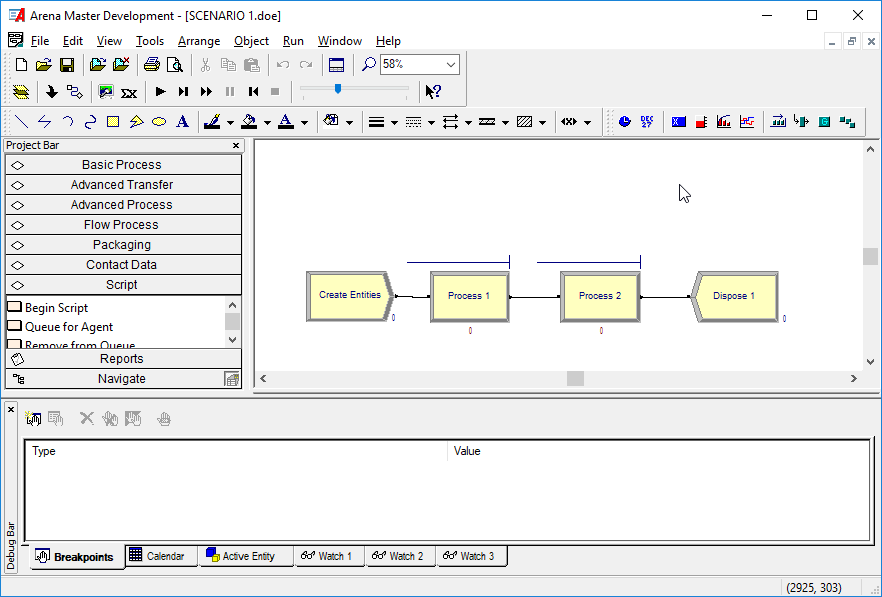 Arena Master Development - [SCENARIO 1.doe]
File Edit View Tools Arrange Object Run Window Help
58%
A A DEC 27
Project Bar
Basic Process
Advanced Transfer
Advanced Process
Flow Process
Packaging
Contact Data
Script
Begin Script
Queue for Agent
Remove from Queue
Reports
Navigate
Create Entities Process 1 Process 2 Dispose 1
0 0 0 0
Type Value
Debug Bar
Breakpoints Calendar Active Entity Watch 1 Watch 2 Watch 3
(2925, 303)